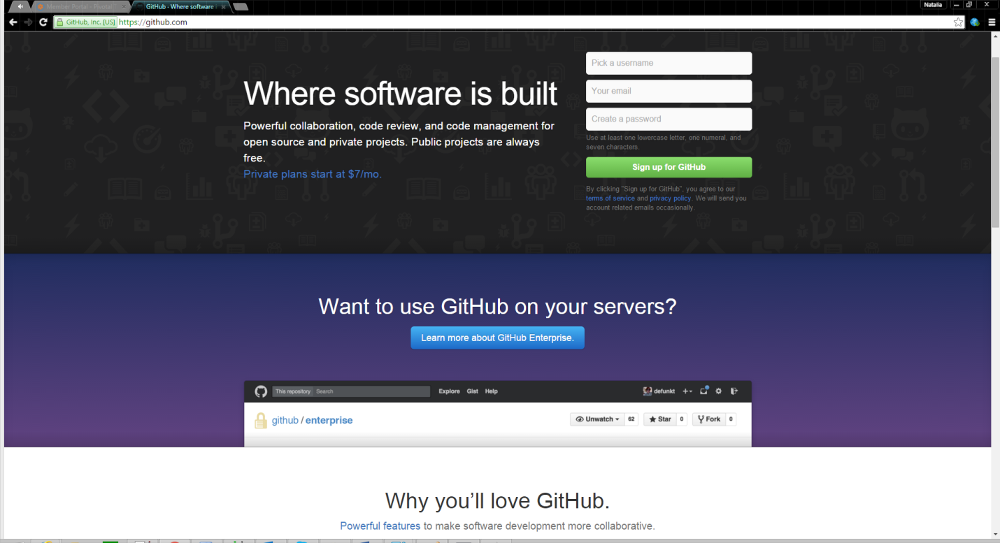 Member Portal - Pivotal
GitHub · Where software
Natalia
GitHub, Inc. [US]
https://github.com
Where software is built
Powerful collaboration, code review, and code management for
open source and private projects. Public projects are always
free.
Private plans start at $7/mo.
Pick a username
Your email
Create a password
Use at least one lowercase letter, one numeral, and
seven characters.
Sign up for GitHub
By clicking "Sign up for GitHub", you agree to our
terms of service and privacy policy. We will send you
account related emails occasionally.
Want to use GitHub on your servers?
Learn more about GitHub Enterprise.
This repository Search Explore Gist Help defunkt
github / enterprise Unwatch 62 Star 0 Fork 0
Why you’ll love GitHub.
Powerful features to make software development more collaborative.